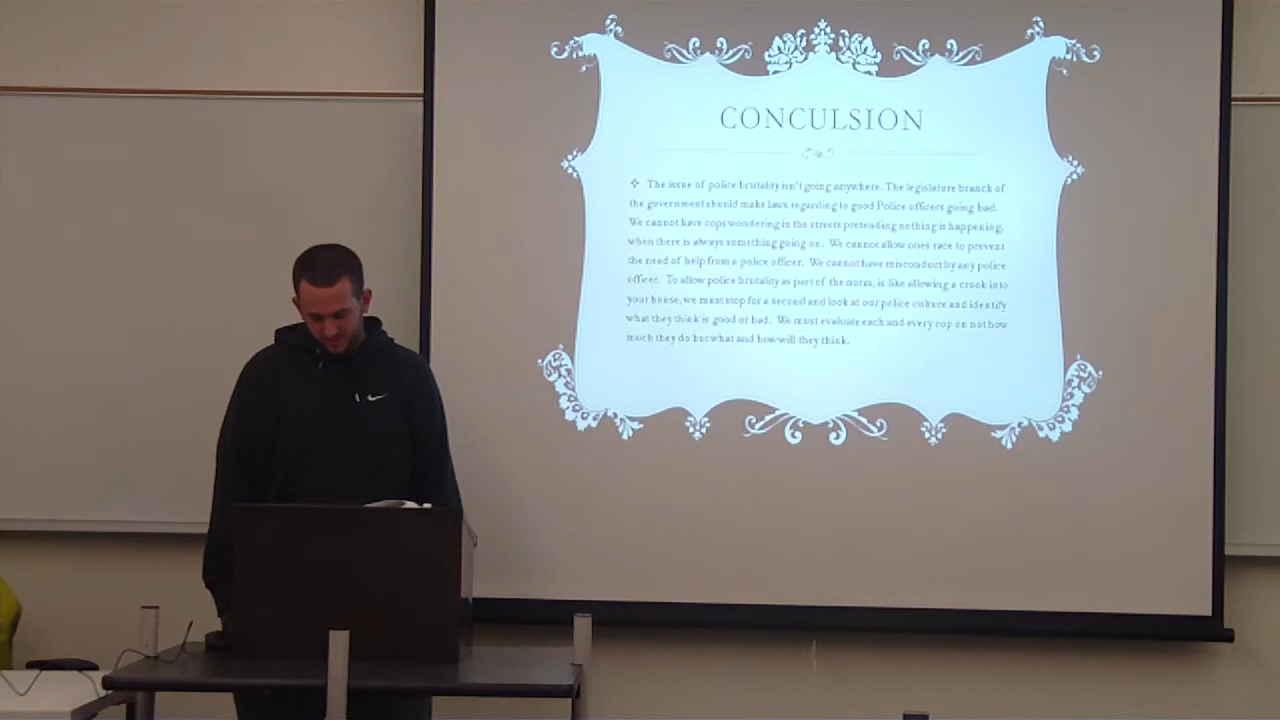 CONCULSION
The issue of police brutality isn't going anywhere. The legislature branch of
the government should make laws regarding to good Police officers going bad.
We cannot have cops wondering in the streets pretending nothing is happening,
when there is always something going on. We cannot allow ones race to prevent
the need of help from a police officer. We cannot have misconduct by any police
officer. To allow police brutality as part of the norm, is like allowing a crook into
your house, we must stop for a second and look at our police culture and identify
what they think is good or bad. We must evaluate each and every cop on not how
much they do but what and how will they think.